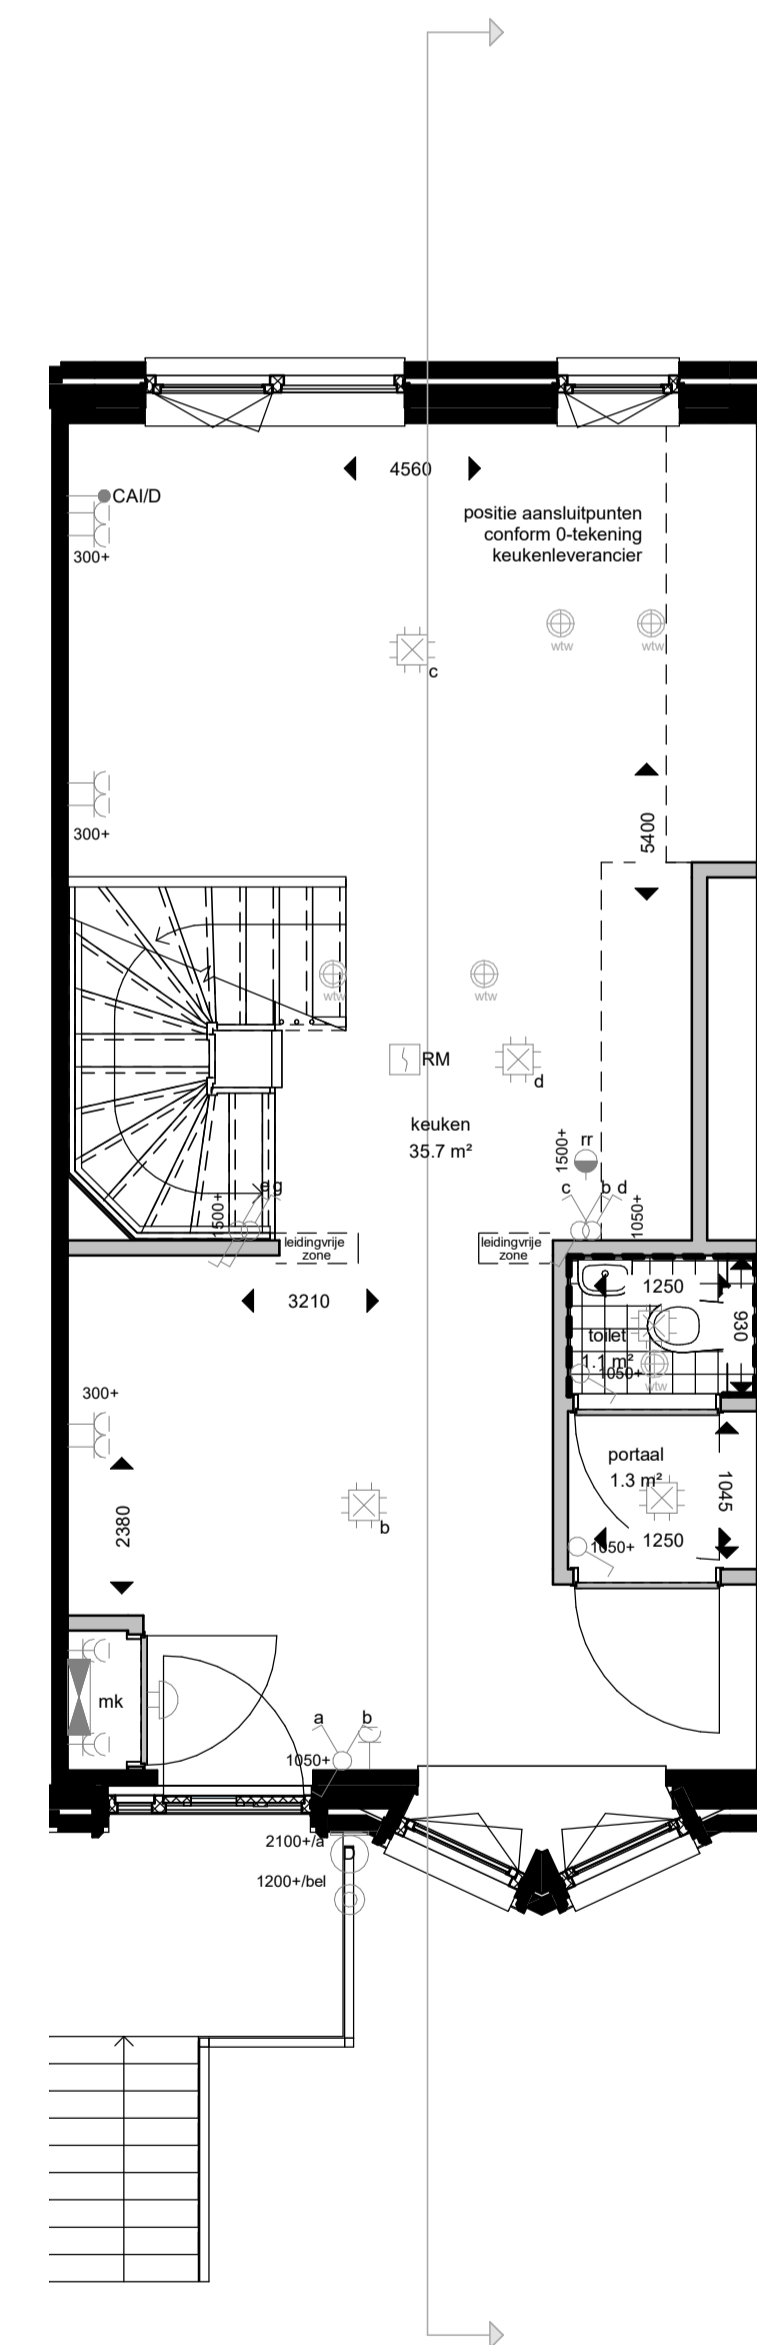 4560
CAI/D
positie aansluitpunten
conform 0-tekening
keukenleverancier
300+
wtw
wtw
c
5400
300+
wtw
wtw
RM
d
keuken
35.7 m²
1500+
rr
c
b d
1050+
e g
1500+
leidingvrije
zone
leidingvrije
zone
1250
930
3210
toilet
1.1 m²
1050+
wtw
300+
portaal
1.3 m²
1045
2380
b
1050+
1250
mk
a
b
1050+
2100+/a
1200+/bel